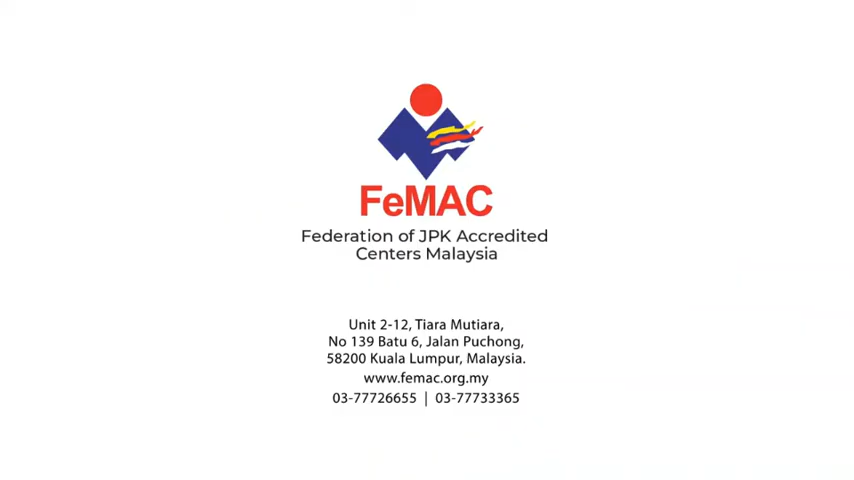 FeMAC
Federation of JPK Accredited
Centers Malaysia
Unit 2-12, Tiara Mutiara,
No 139 Batu 6, Jalan Puchong,
58200 Kuala Lumpur, Malaysia.
www.femac.org.my
03-77726655 | 03-77733365